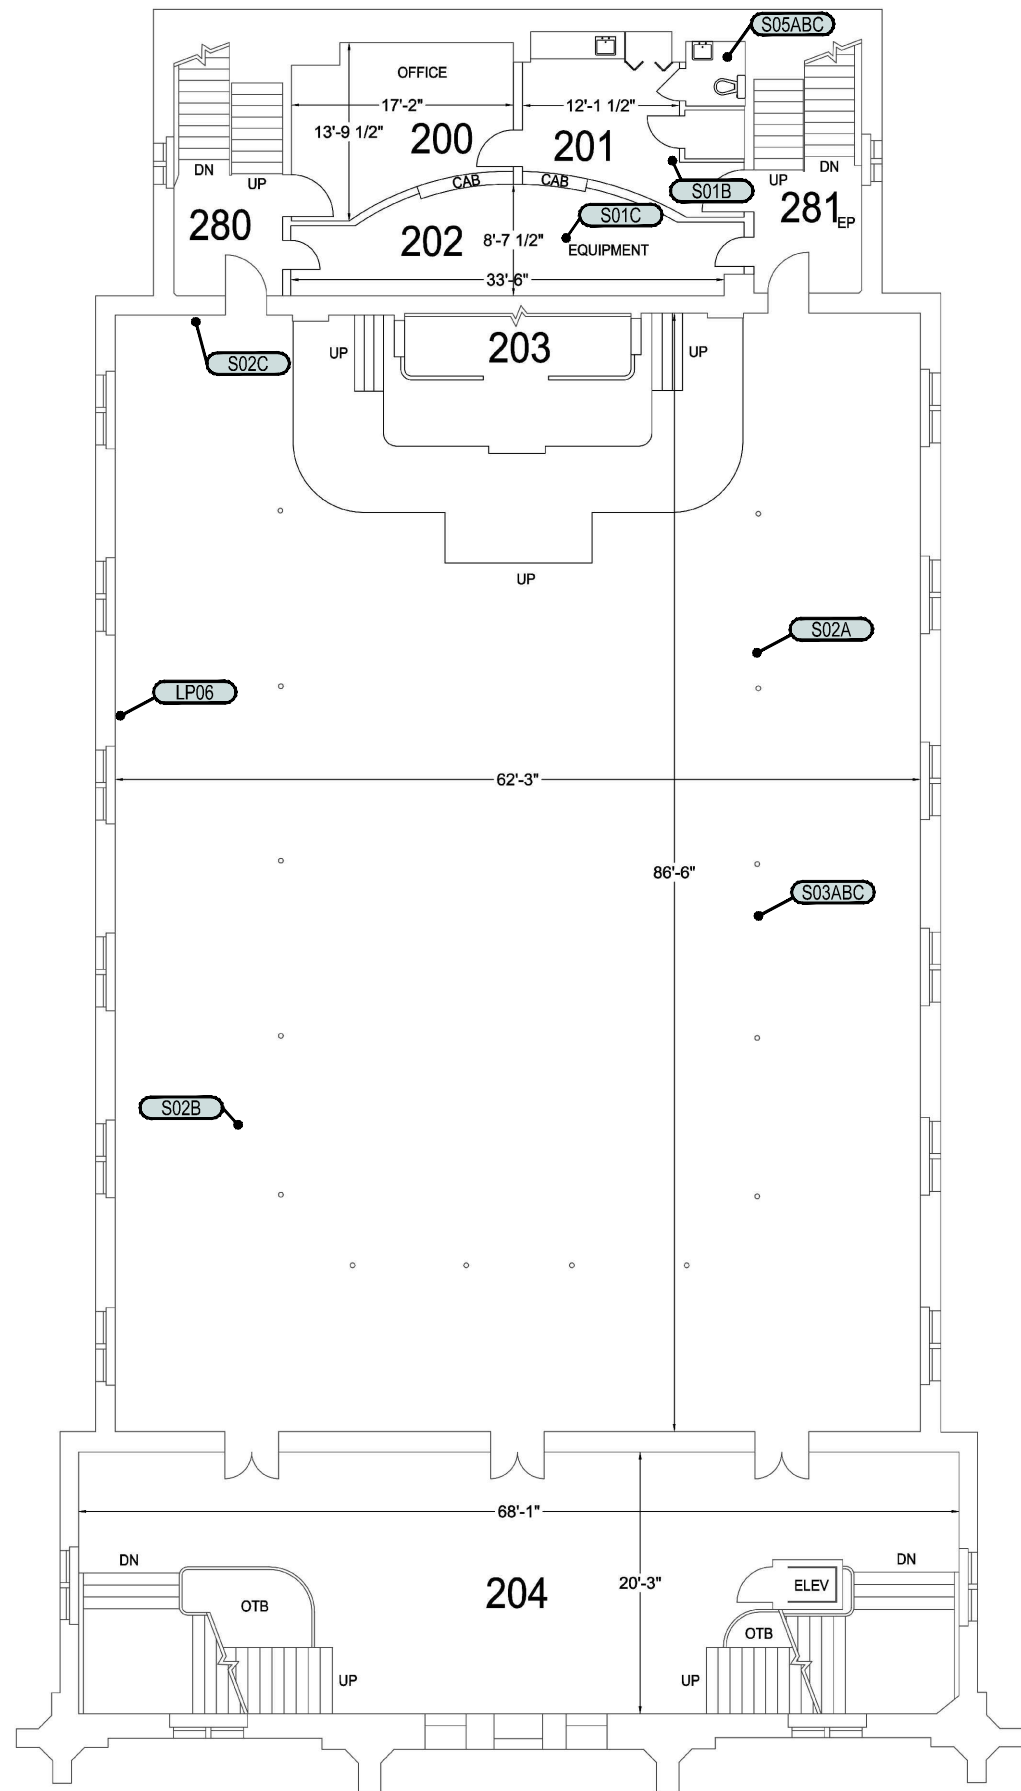 S05ABC
OFFICE
17'-2"
12'-1 1/2"
13'-9 1/2"
200
201
DN
UP
CAB
CAB
UP
DN
S01B
280
202
S01C
281
EP
8'-7 1/2"
EQUIPMENT
33'-6"
S02C
UP
203
UP
UP
S02A
LP06
62'-3"
86'-6"
S03ABC
S02B
68'-1"
DN
DN
204
20'-3"
ELEV
OTB
OTB
UP
UP